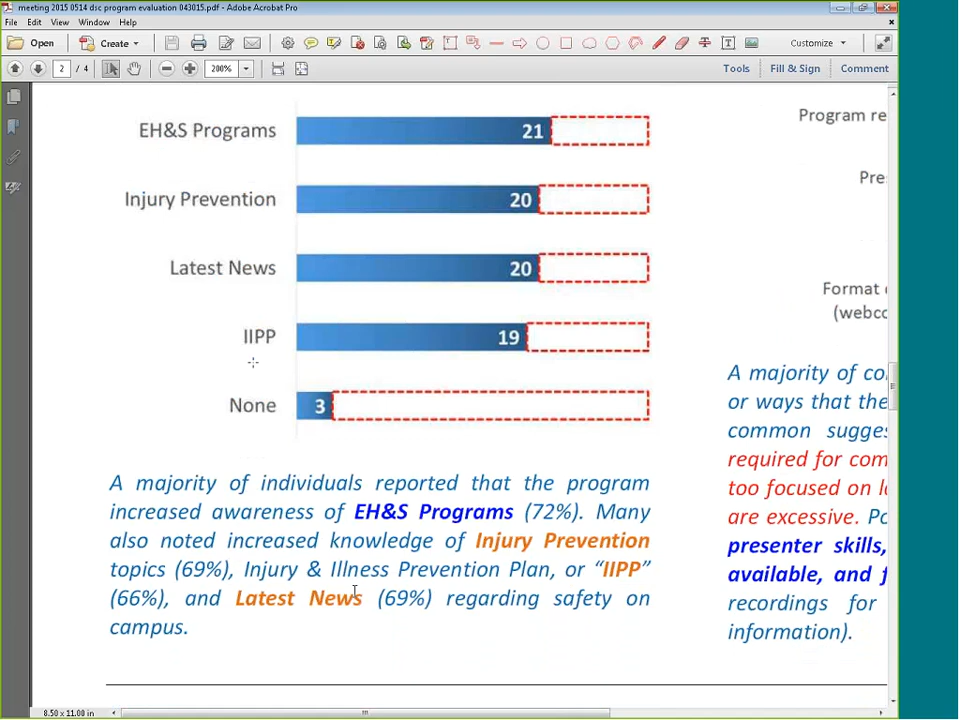 meeting 2015 0514 dsc program evaluation 043015.pdf - Adobe Acrobat Pro
File Edit View Window Help
Open Create Customize
2 / 4 200% Tools Fill & Sign Comment
EH&S Programs 21
Injury Prevention 20
Latest News 20
IIPP 19
None 3
A majority of individuals reported that the program
increased awareness of EH&S Programs (72%). Many
also noted increased knowledge of Injury Prevention
topics (69%), Injury & Illness Prevention Plan, or “IIPP”
(66%), and Latest News (69%) regarding safety on
campus.
Program re
Pres
Format
(webco
A majority of co
or ways that the
common sugges
required for com
too focused on
are excessive.
presenter skills,
available, and f
recordings for
information).
8.50 x 11.00 in